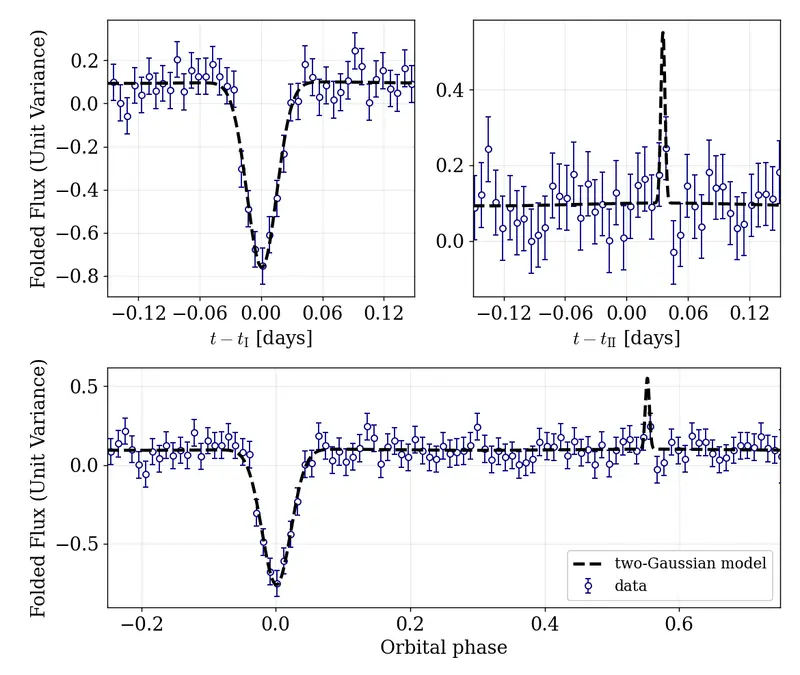 Folded Flux (Unit Variance)
0.2
0.0
−0.2
−0.4
−0.6
−0.8
−0.12 −0.06 0.00 0.06 0.12
t − tI [days]
0.4
0.2
0.0
−0.12 −0.06 0.00 0.06 0.12
t − tII [days]
Folded Flux (Unit Variance)
0.5
0.0
−0.5
two-Gaussian model
data
−0.2 0.0 0.2 0.4 0.6
Orbital phase